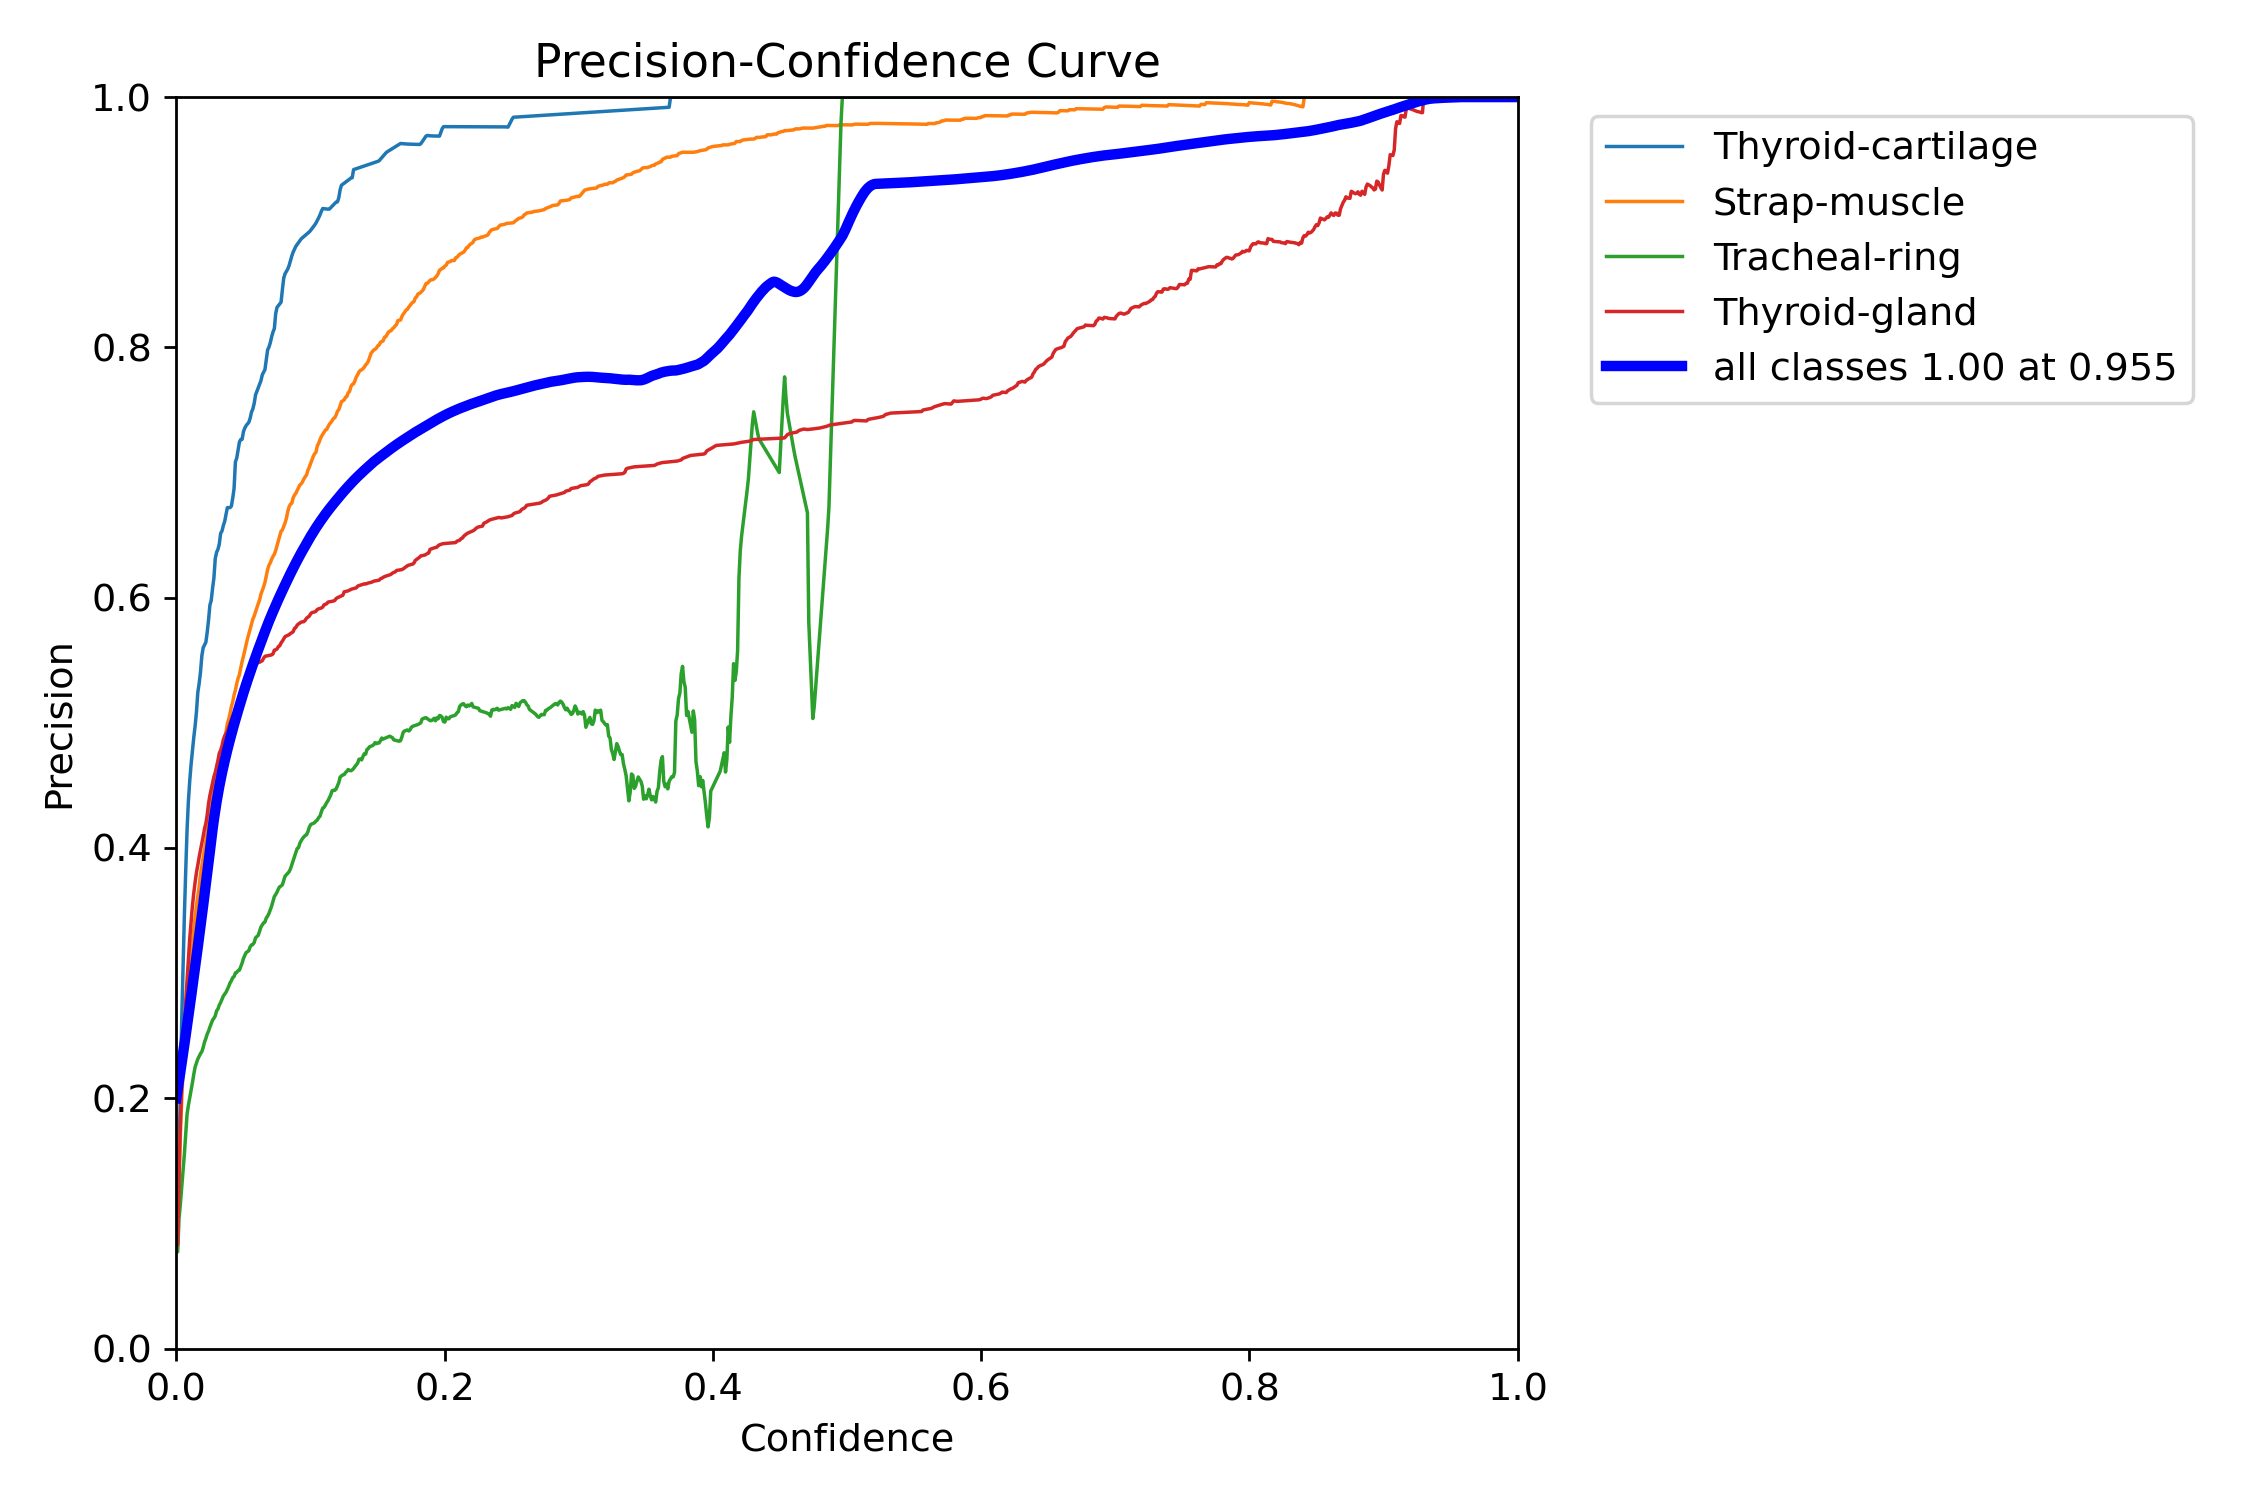 Precision-Confidence Curve
1.0
0.8
0.6
0.4
0.2
0.0
Precision
0.0 0.2 0.4 0.6 0.8 1.0
Confidence
Thyroid-cartilage
Strap-muscle
Tracheal-ring
Thyroid-gland
all classes 1.00 at 0.955